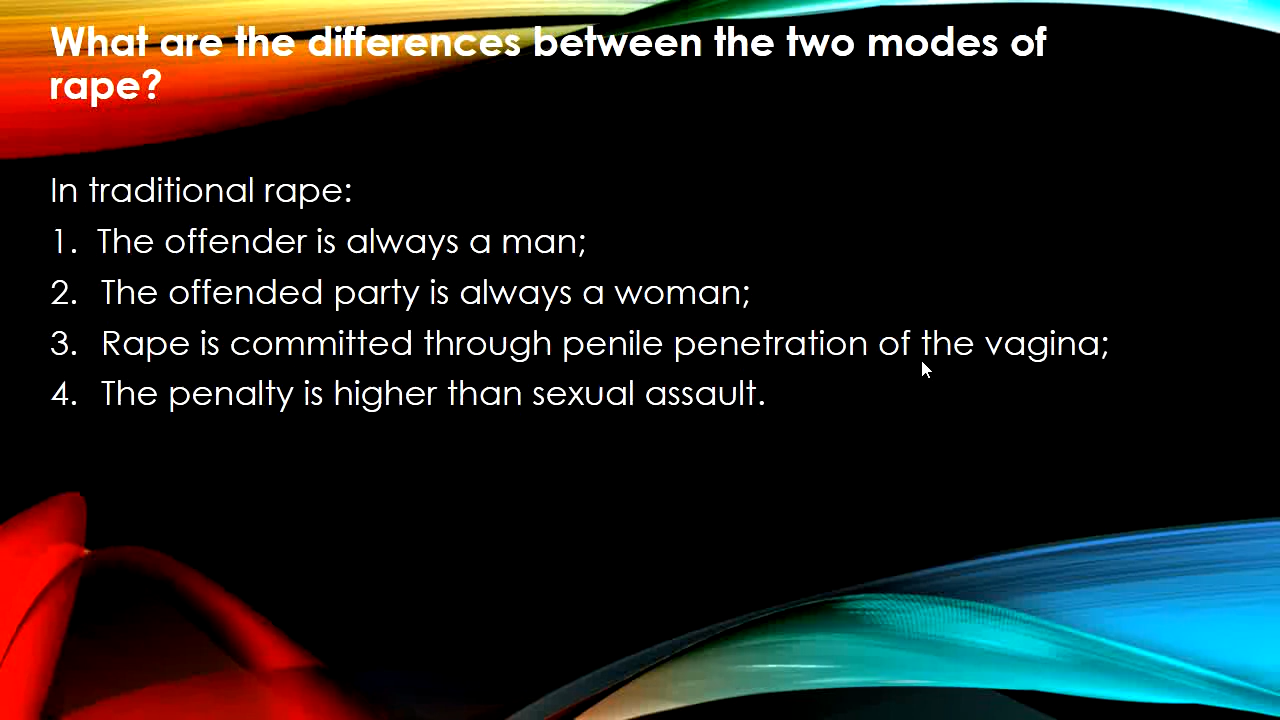 What are the differences between the two modes of
rape?
In traditional rape:
1. The offender is always a man;
2. The offended party is always a woman;
3. Rape is committed through penile penetration of the vagina;
4. The penalty is higher than sexual assault.